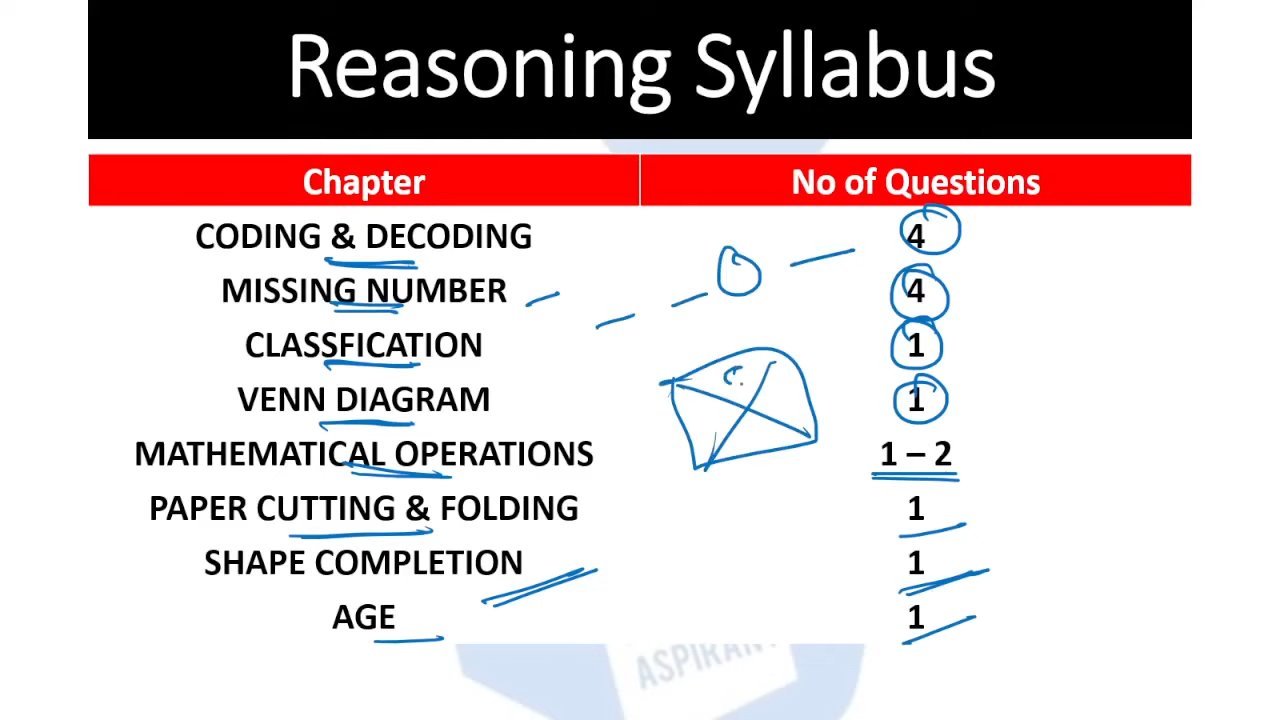 Reasoning Syllabus
Chapter No of Questions
CODING & DECODING 4
MISSING NUMBER 4
CLASSFICATION 1
VENN DIAGRAM 1
MATHEMATICAL OPERATIONS 1 – 2
PAPER CUTTING & FOLDING 1
SHAPE COMPLETION 1
AGE 1
ASPIRANT